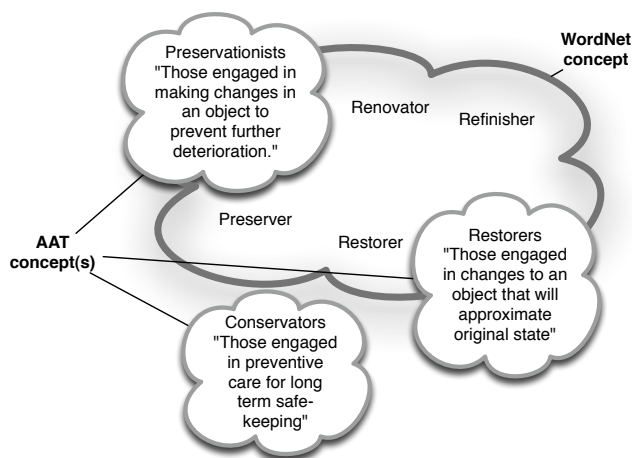 Preservationists
"Those engaged in
making changes in
an object to
prevent further
deterioration."
WordNet
concept
Renovator
Refinisher
Preserver
Restorer
AAT
concept(s)
Restorers
"Those engaged
in changes to an
object that will
approximate
original state"
Conservators
"Those engaged
in preventive
care for long
term safe-
keeping"